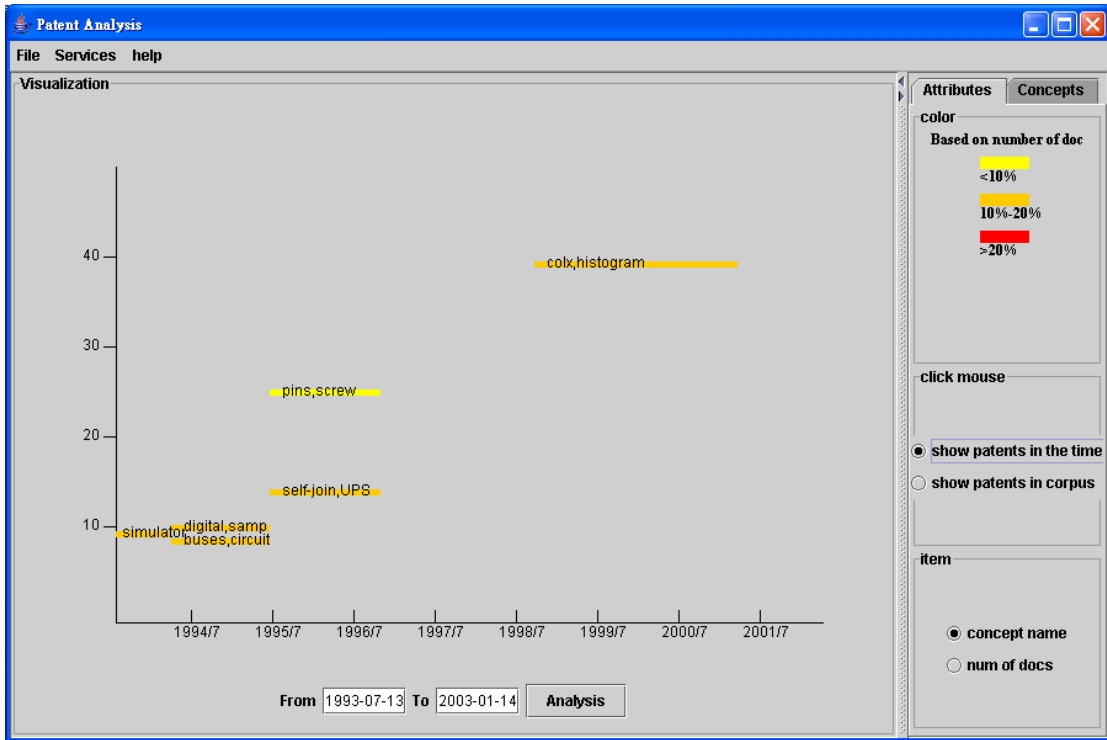 Patent Analysis
File Services help
Visualization
40
30
20
10
colx,histogram
pins,screw
self-join,UPS
simulator
digital,samp
buses,circuit
1994/7 1995/7 1996/7 1997/7 1998/7 1999/7 2000/7 2001/7
From 1993-07-13 To 2003-01-14 Analysis
Attributes Concepts
color
Based on number of doc
<10%
10%-20%
>20%
click mouse
show patents in the time
show patents in corpus
item
concept name
num of docs